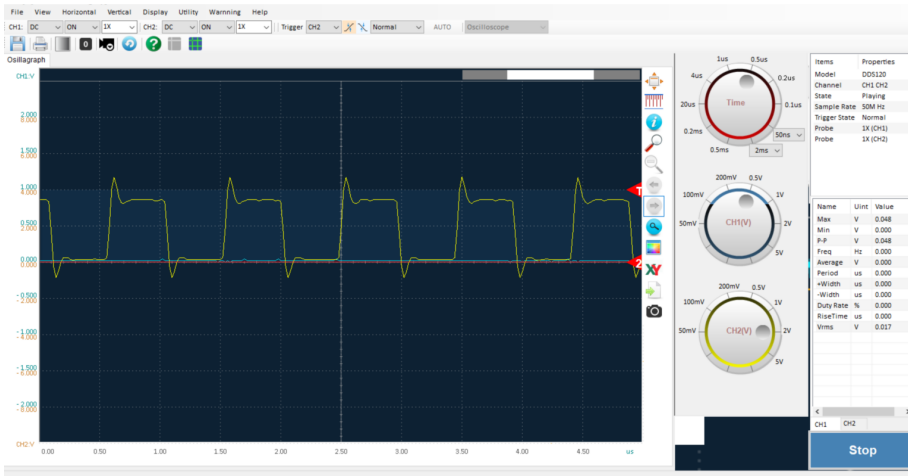 File View Horizontal Vertical Display Utility Warnning Help
CH1: DC ON 1X CH2: DC ON 1X Trigger CH2 Normal AUTO Oscilloscope
Osillagraph
CH1:V
2.000
1.500
6.000
1.000
4.000
0.500
2.000
0.000
0.000
- 0.500
- 2.000
- 1.000
- 4.000
- 1.500
- 6.000
- 2.000
- 8.000
CH2:V
0.00 0.50 1.00 1.50 2.00 2.50 3.00 3.50 4.00 4.50 us
T
2
XY
1us 0.5us
4us 0.2us
20us Time 0.1us
0.2ms 50ns
0.5ms 2ms
200mV 0.5V
100mV 1V
50mV CH1(V) 2V
5V
200mV 0.5V
100mV 1V
50mV CH2(V) 2V
5V
Items Properties
Model DDS120
Channel CH1 CH2
State Playing
Sample Rate 50M Hz
Trigger State Normal
Probe 1X (CH1)
Probe 1X (CH2)
Name Uint Value
Max V 0.048
Min V 0.000
P-P V 0.048
Freq Hz 0.000
Average V 0.000
Period us 0.000
+Width us 0.000
-Width us 0.000
Duty Rate % 0.000
RiseTime us 0.000
Vrms V 0.017
CH1 CH2
Stop